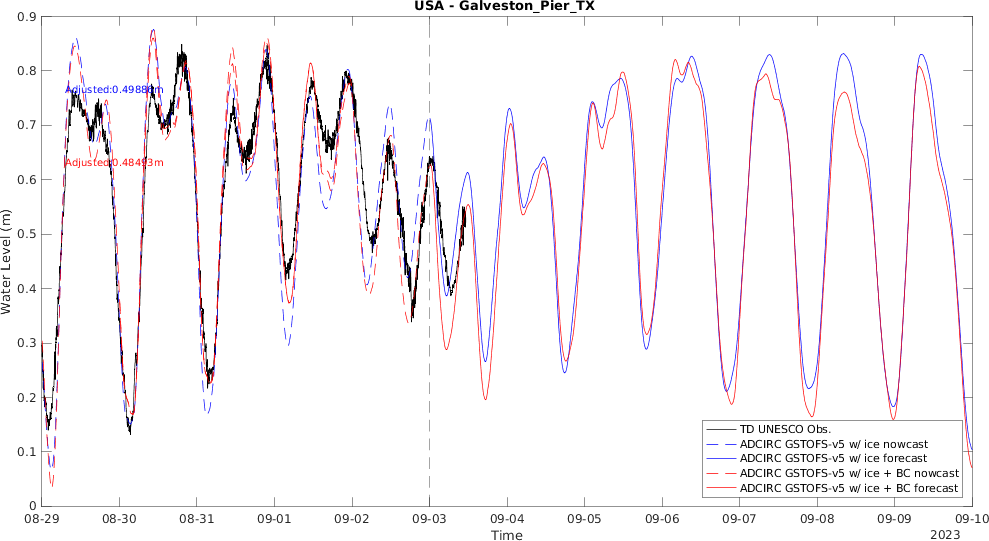 USA - Galveston_Pier_TX
0.9
0.8
0.7
0.6
0.5
0.4
0.3
0.2
0.1
0
Water Level (m)
Adjusted:0.49886m
Adjusted:0.48493m
TD UNESCO Obs.
ADCIRC GSTOFS-v5 w/ ice nowcast
ADCIRC GSTOFS-v5 w/ ice forecast
ADCIRC GSTOFS-v5 w/ ice + BC nowcast
ADCIRC GSTOFS-v5 w/ ice + BC forecast
08-29 08-30 08-31 09-01 09-02 09-03 09-04 09-05 09-06 09-07 09-08 09-09 09-10
Time
2023